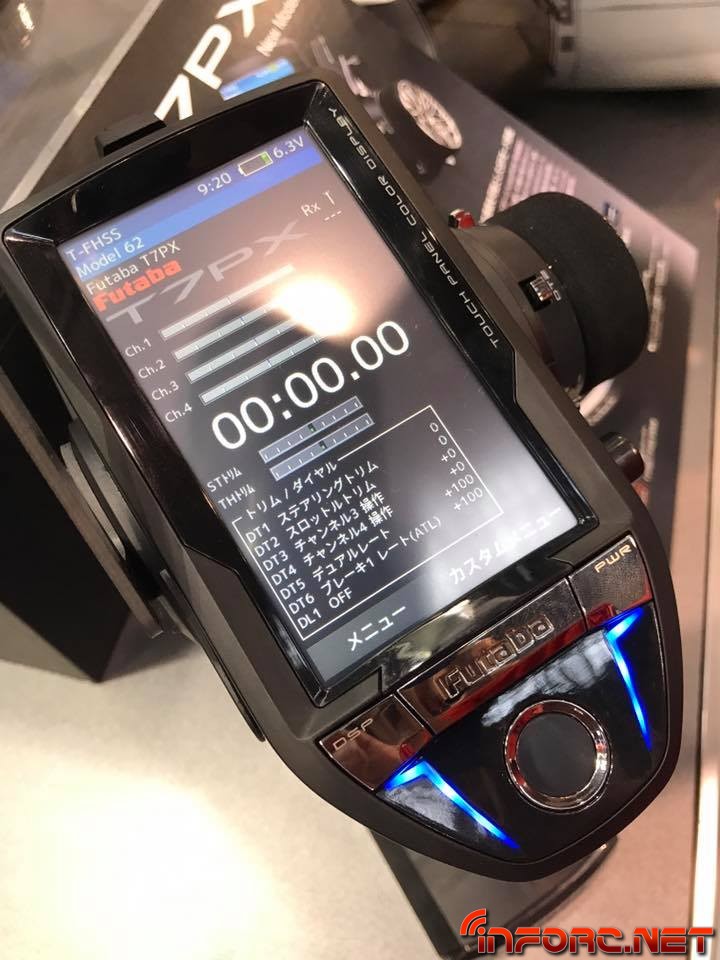 T7PX
9:20 6.3V
T-FHSS
Model 62
Futaba T7PX
Futaba
T7PX
Rx T
---
Ch.1
Ch.2
Ch.3
Ch.4
00:00.00
STトリム
THトリム
トリム / ダイヤル
DT1 ステアリングトリム 0
DT2 スロットルトリム 0
DT3 チャンネル3 操作 +0
DT4 チャンネル4 操作 +0
DT5 デュアルレート +100
DT6 ブレーキ1 レート(ATL) +100
DL1 OFF
メニュー カスタムメニュー
TOUCH PANEL COLOR DISPLEY
DSP
Futaba
PWR
INFORC.NET